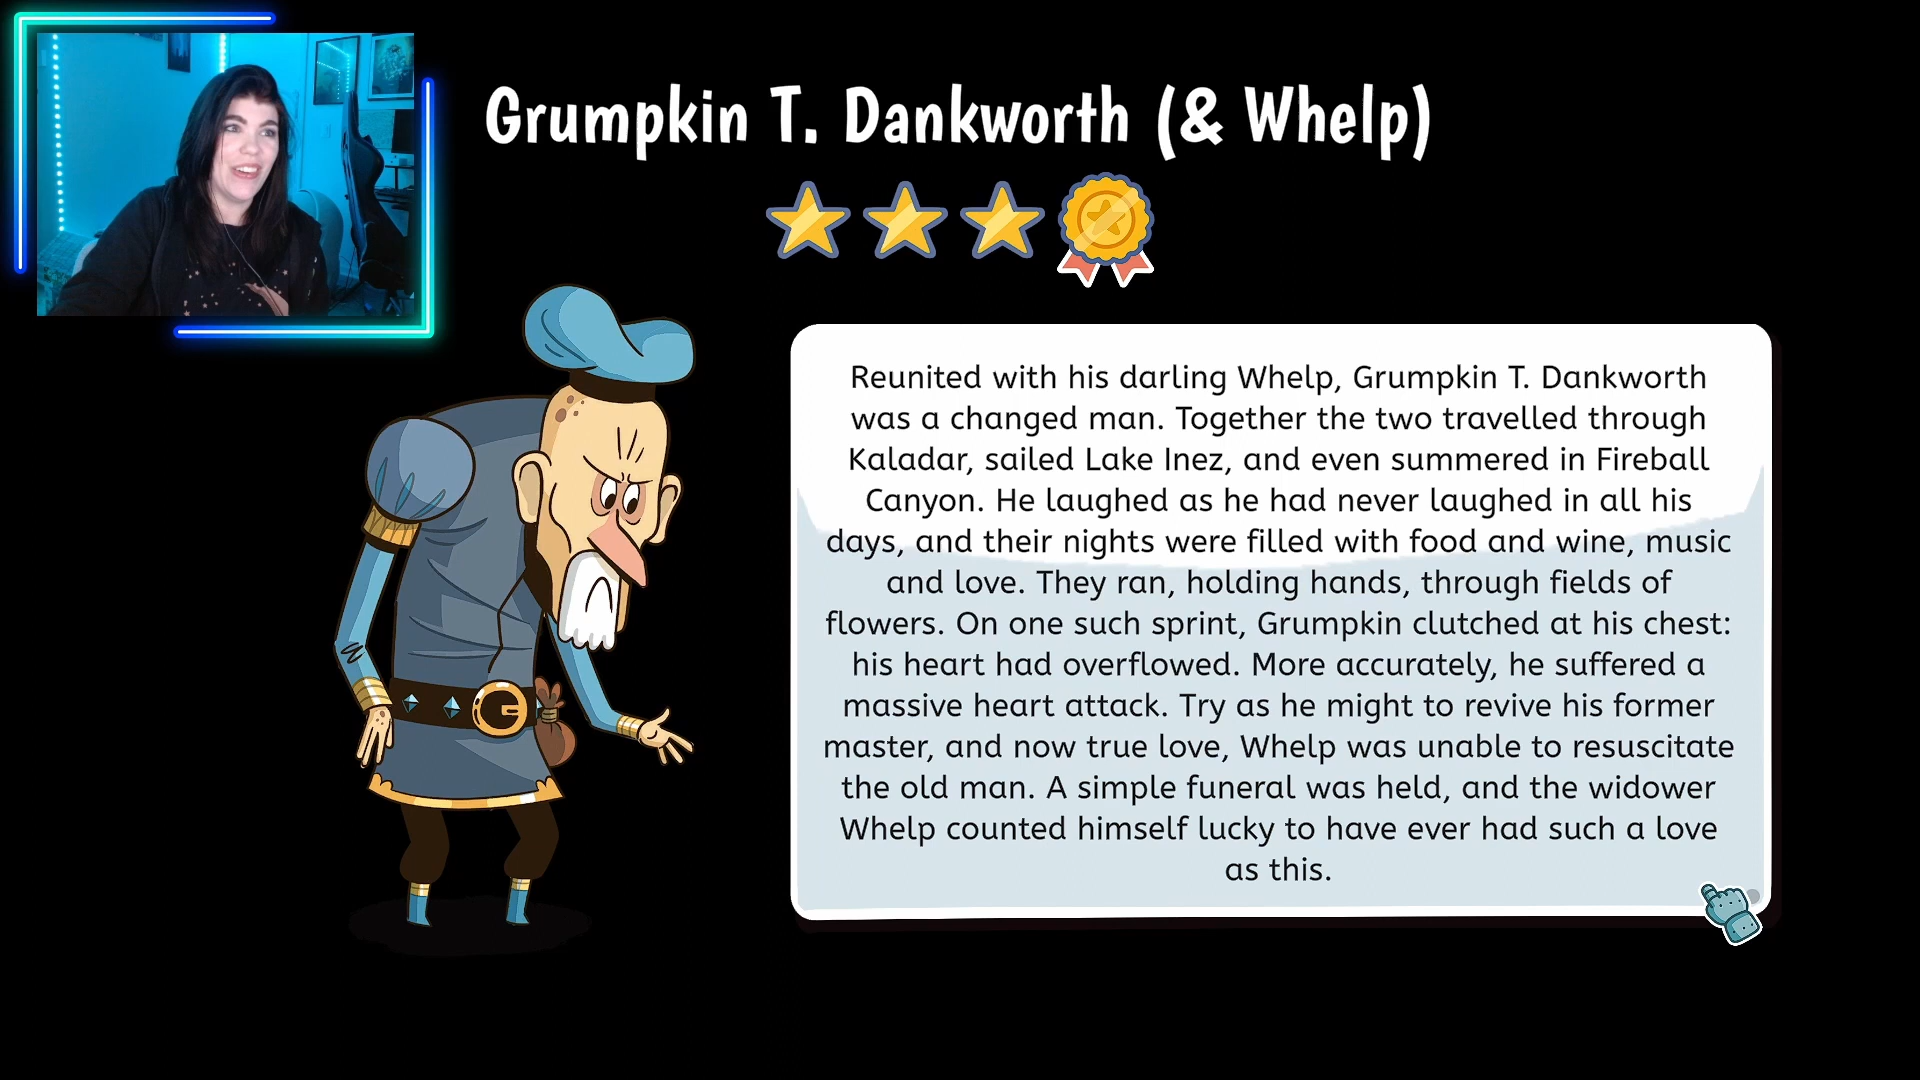 Grumpkin T. Dankworth (& Whelp)
Reunited with his darling Whelp, Grumpkin T. Dankworth
was a changed man. Together the two travelled through
Kaladar, sailed Lake Inez, and even summered in Fireball
Canyon. He laughed as he had never laughed in all his
days, and their nights were filled with food and wine, music
and love. They ran, holding hands, through fields of
flowers. On one such sprint, Grumpkin clutched at his chest:
his heart had overflowed. More accurately, he suffered a
massive heart attack. Try as he might to revive his former
master, and now true love, Whelp was unable to resuscitate
the old man. A simple funeral was held, and the widower
Whelp counted himself lucky to have ever had such a love
as this.